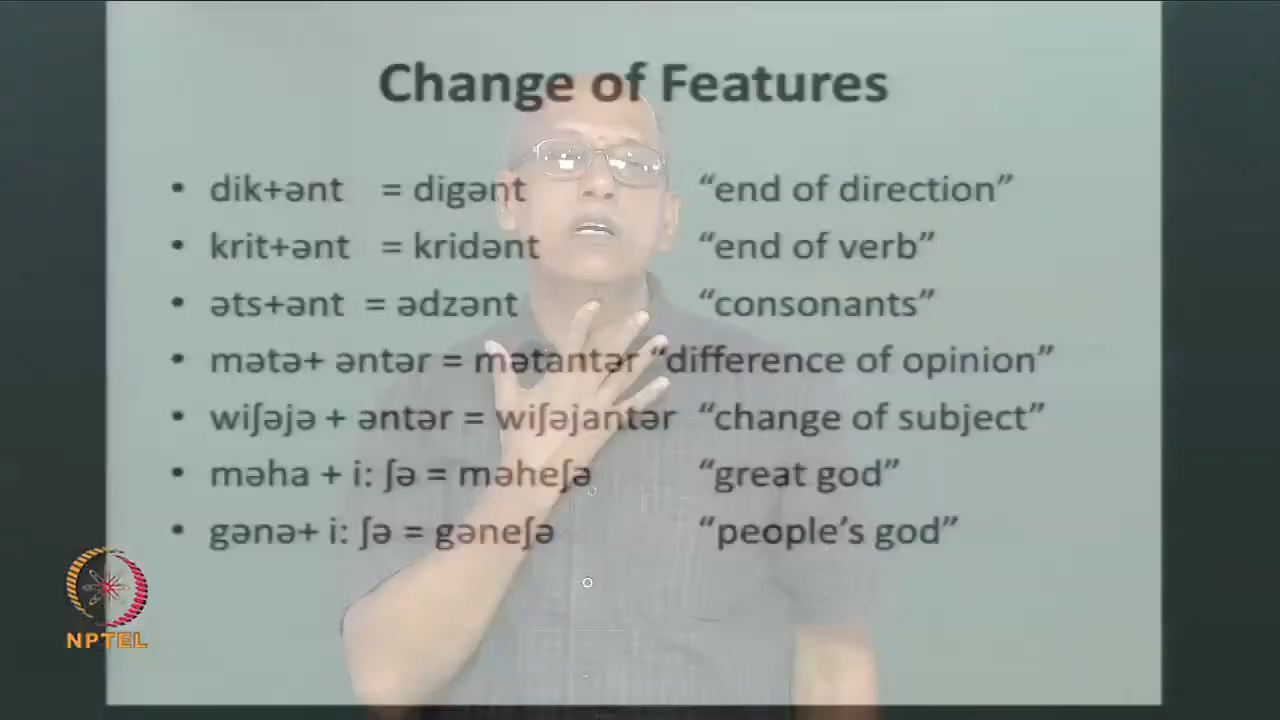 Change of Features
• dik+ənt = digənt "end of direction"
• krit+ənt = kridənt "end of verb"
• əts+ənt = ədzənt "consonants"
• mətə+ əntər = mətantər "difference of opinion"
• wiʃəjə + əntər = wiʃəjantər "change of subject"
• məha + i: ʃə = məheʃə "great god"
• gənə+ i: ʃə = gəneʃə "people's god"
NPTEL